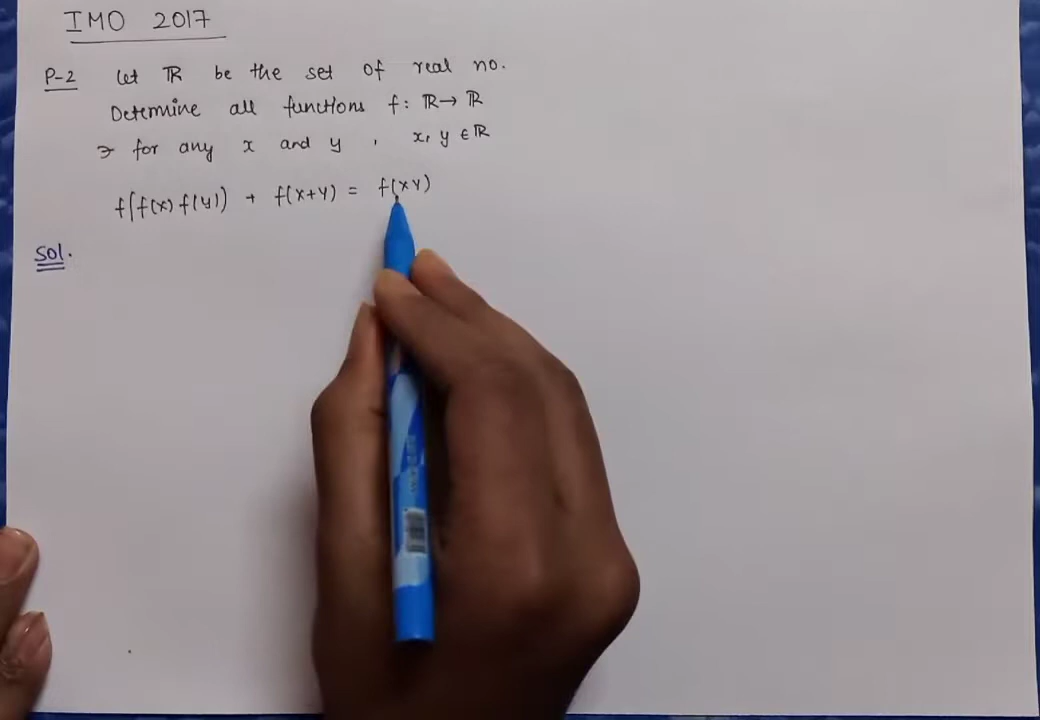 IMO 2017
P-2 Let ℝ be the set of real no.
Determine all functions f: ℝ→ ℝ
∋ for any x and y , x, y ∈ ℝ
f(f(x) f(y)) + f(x+y) = f(xy)
Sol.